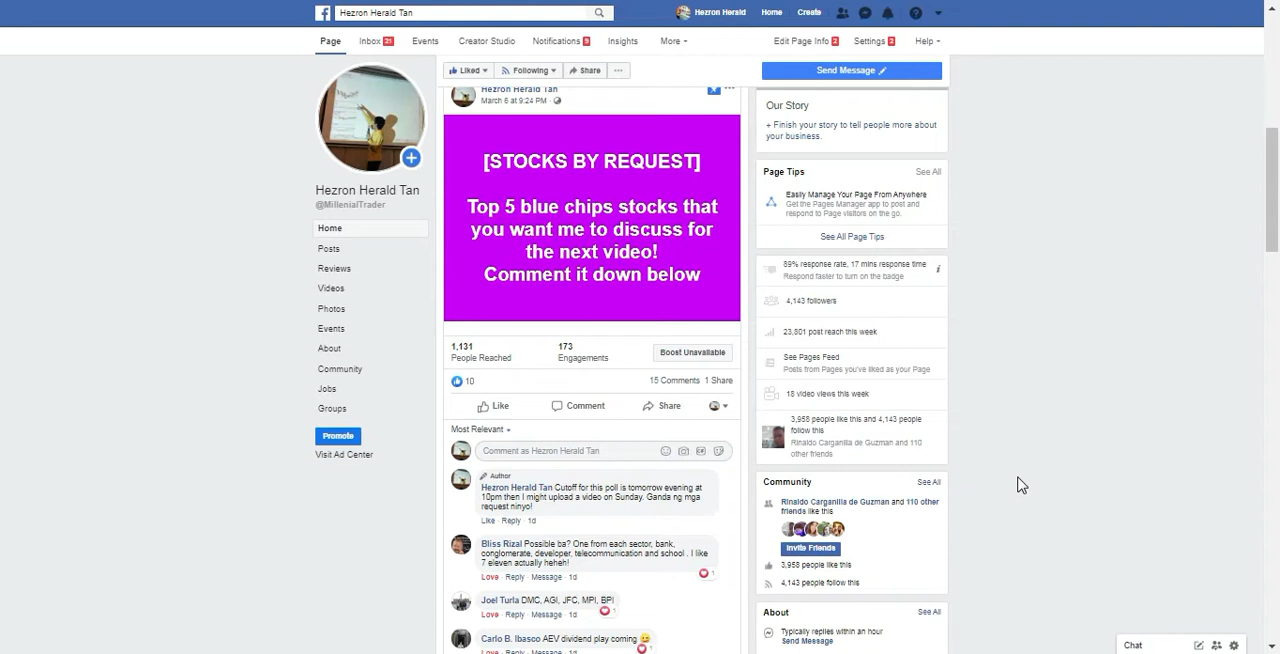 Hezron Herald Tan
Hezron Herald
Home
Create
Page
Inbox 21
Events
Creator Studio
Notifications 9
Insights
More
Edit Page Info 2
Settings 2
Help
Liked
Following
Share
Send Message
Hezron Herald Tan
@MillenialTrader
Home
Posts
Reviews
Videos
Photos
Events
About
Community
Jobs
Groups
Promote
Visit Ad Center
Hezron Herald Tan
March 6 at 9:24 PM
[STOCKS BY REQUEST]
Top 5 blue chips stocks that
you want me to discuss for
the next video!
Comment it down below
1,131
People Reached
173
Engagements
Boost Unavailable
10
15 Comments 1 Share
Like
Comment
Share
Most Relevant
Comment as Hezron Herald Tan
Author
Hezron Herald Tan Cutoff for this poll is tomorrow evening at
10pm then I might upload a video on Sunday. Ganda ng mga
request ninyo!
Like · Reply · 1d
Bliss Rizal Possible ba? One from each sector, bank,
conglomerate, developer, telecommunication and school . I like
7 eleven actually heheh!
1
Love · Reply · Message · 1d
Joel Turla DMC, AGI, JFC, MPI, BPI
1
Love · Reply · Message · 1d
Carlo B. Ibasco AEV dividend play coming
1
Love · Reply · Message · 1d
Our Story
+ Finish your story to tell people more about
your business.
Page Tips
See All
Easily Manage Your Page From Anywhere
Get the Pages Manager app to post and
respond to Page visitors on the go.
See All Page Tips
89% response rate, 17 mins response time
Respond faster to turn on the badge
4,143 followers
23,801 post reach this week
See Pages Feed
Posts from Pages you've liked as your Page
18 video views this week
3,958 people like this and 4,143 people
follow this
Rinaldo Carganilla de Guzman and 110
other friends
Community
See All
Rinaldo Carganilla de Guzman and 110 other
friends like this
Invite Friends
3,958 people like this
4,143 people follow this
About
See All
Typically replies within an hour
Send Message
Chat